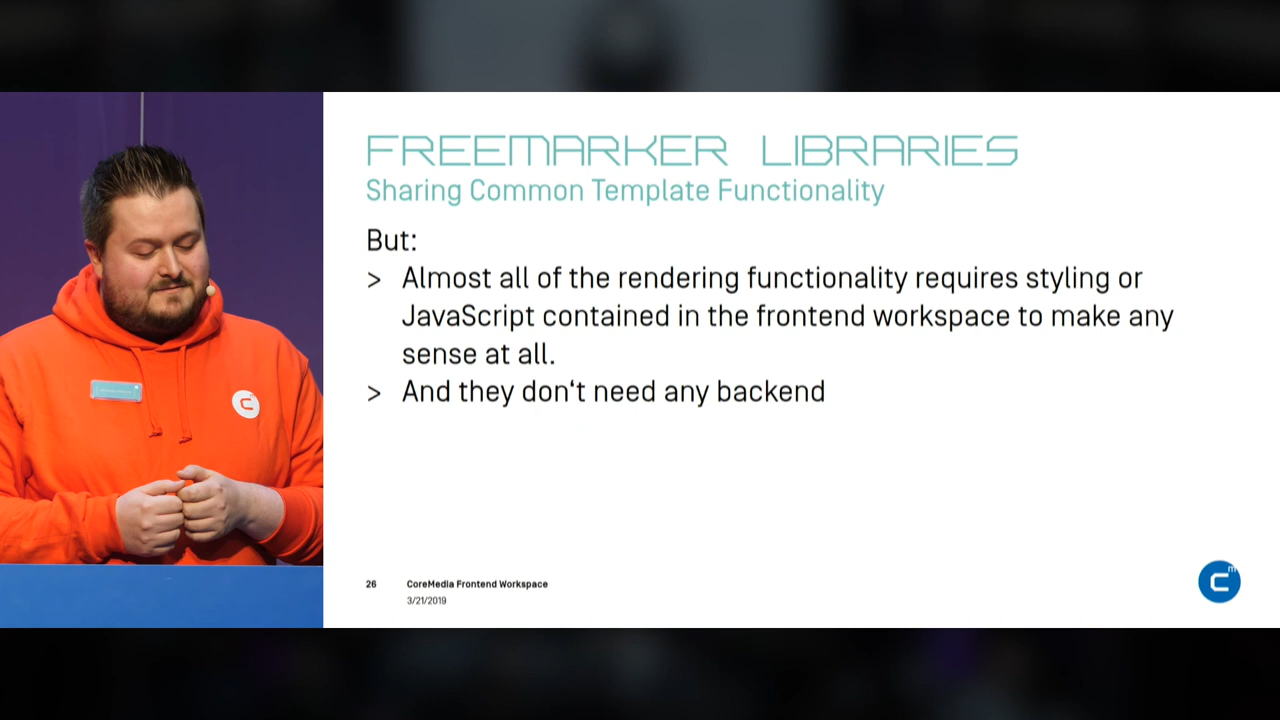 FREEMARKER LIBRARIES
Sharing Common Template Functionality
But:
> Almost all of the rendering functionality requires styling or
JavaScript contained in the frontend workspace to make any
sense at all.
> And they don‘t need any backend
26 CoreMedia Frontend Workspace
3/21/2019